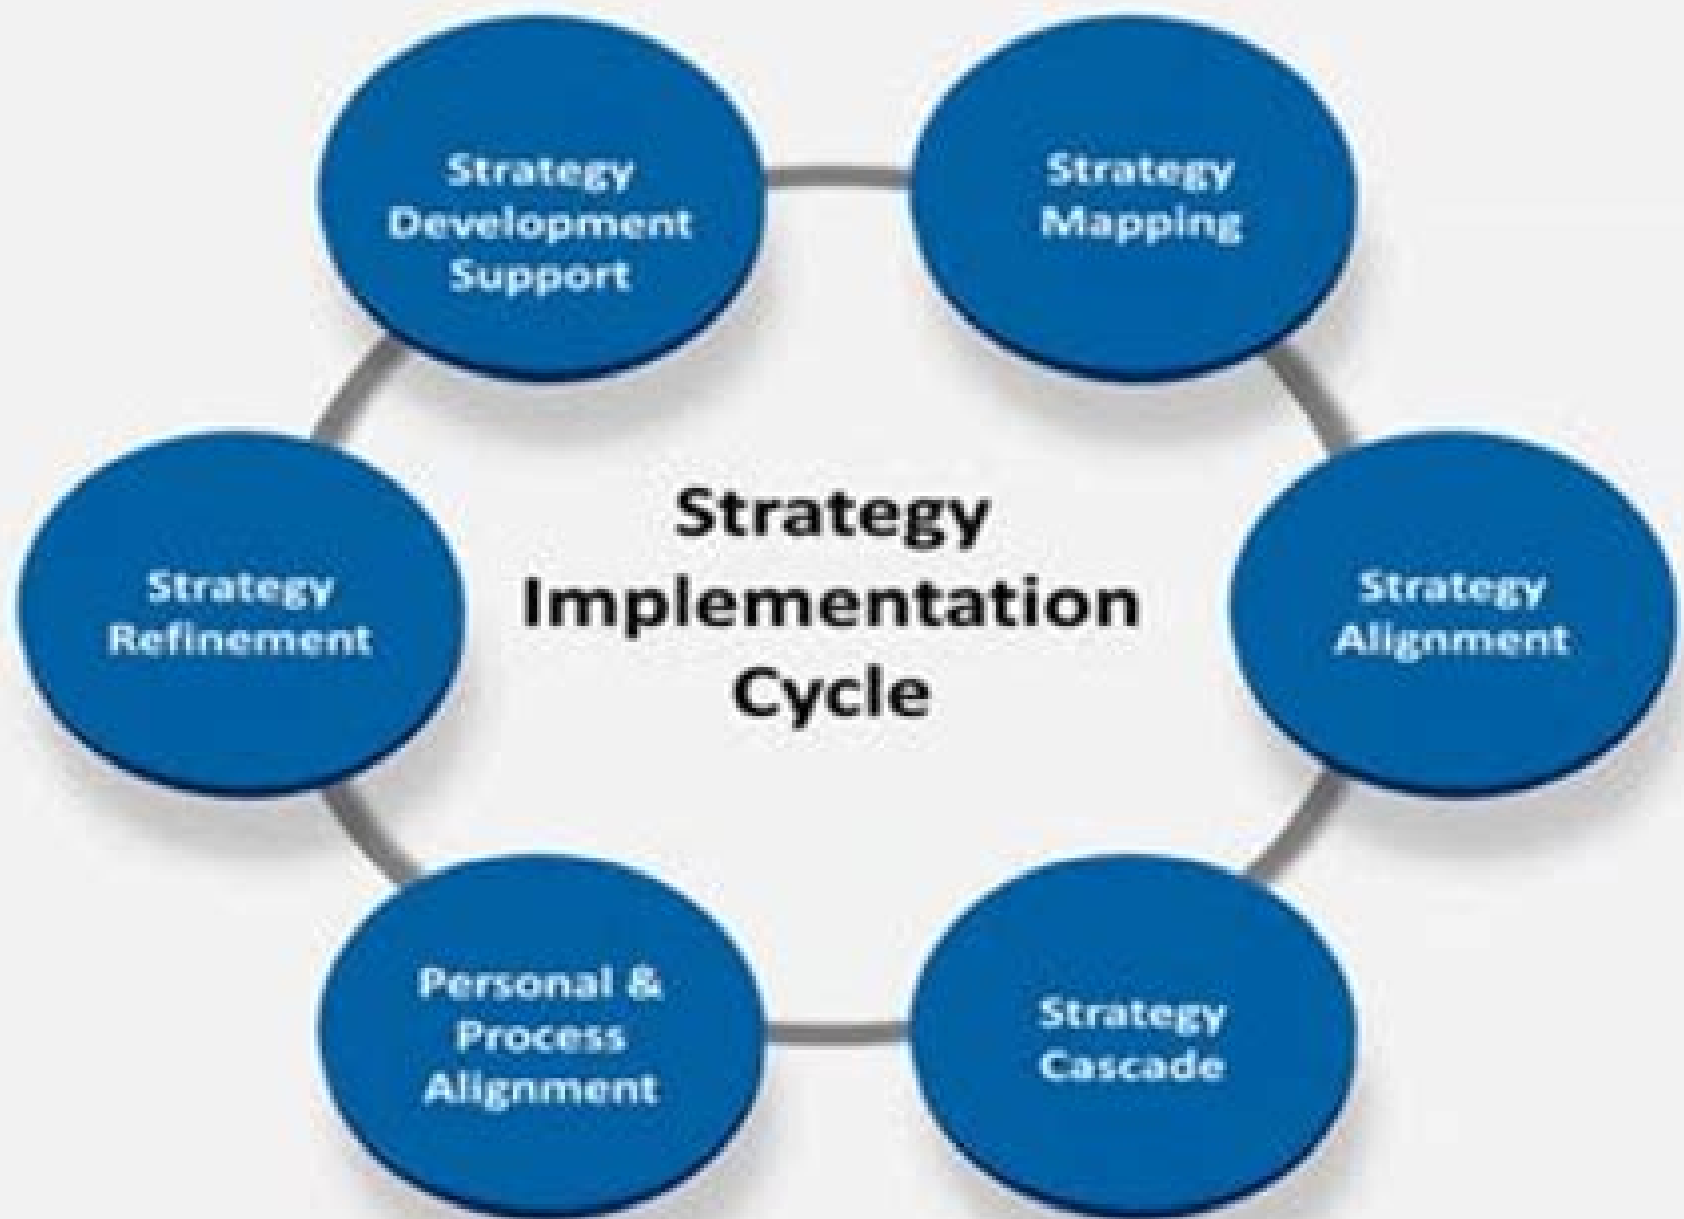 Strategy
Development
Support
Strategy
Mapping
Strategy
Alignment
Strategy
Cascade
Personal &
Process
Alignment
Strategy
Refinement
Strategy
Implementation
Cycle